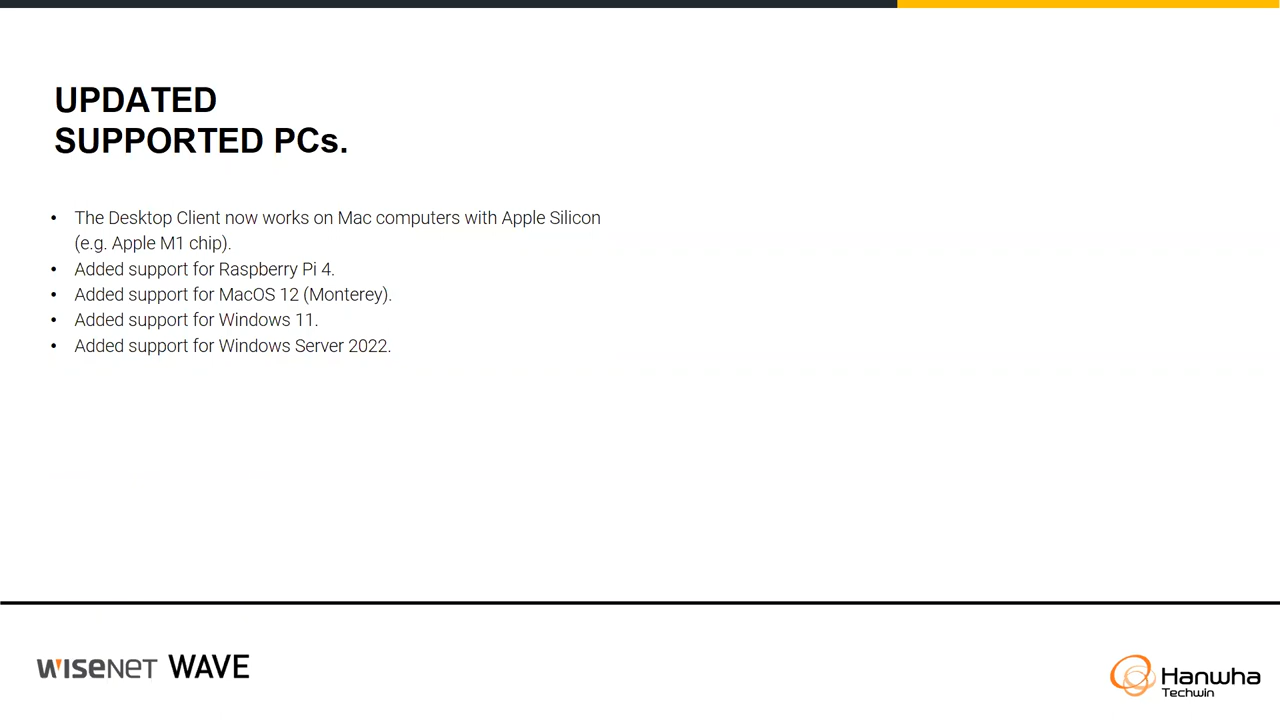 UPDATED
SUPPORTED PCs.
• The Desktop Client now works on Mac computers with Apple Silicon
(e.g. Apple M1 chip).
• Added support for Raspberry Pi 4.
• Added support for MacOS 12 (Monterey).
• Added support for Windows 11.
• Added support for Windows Server 2022.
WISENET WAVE
Hanwha
Techwin